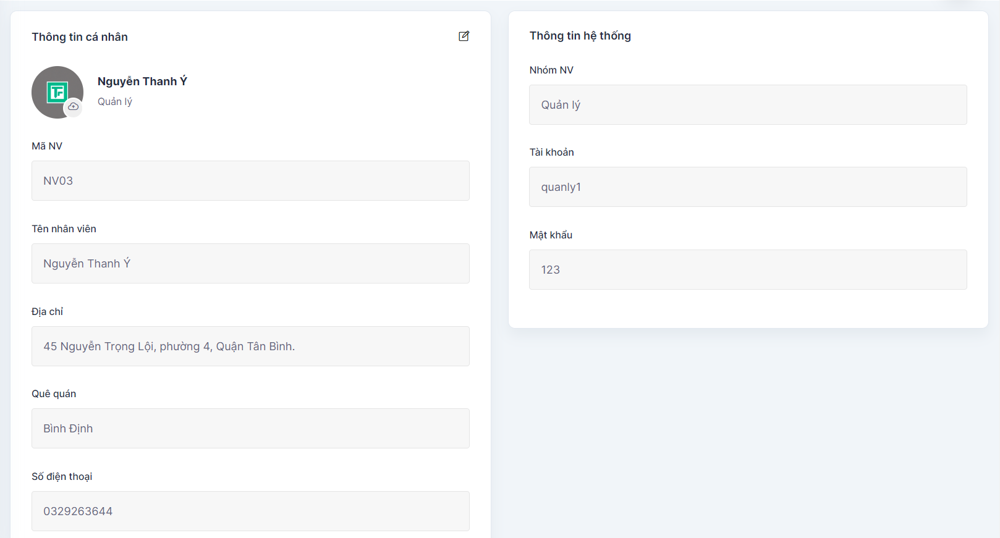 Thông tin cá nhân
TF
Nguyễn Thanh Ý
Quản lý
Mã NV
NV03
Tên nhân viên
Nguyễn Thanh Ý
Địa chỉ
45 Nguyễn Trọng Lội, phường 4, Quận Tân Bình.
Quê quán
Bình Định
Số điện thoại
0329263644
Thông tin hệ thống
Nhóm NV
Quản lý
Tài khoản
quanly1
Mật khẩu
123